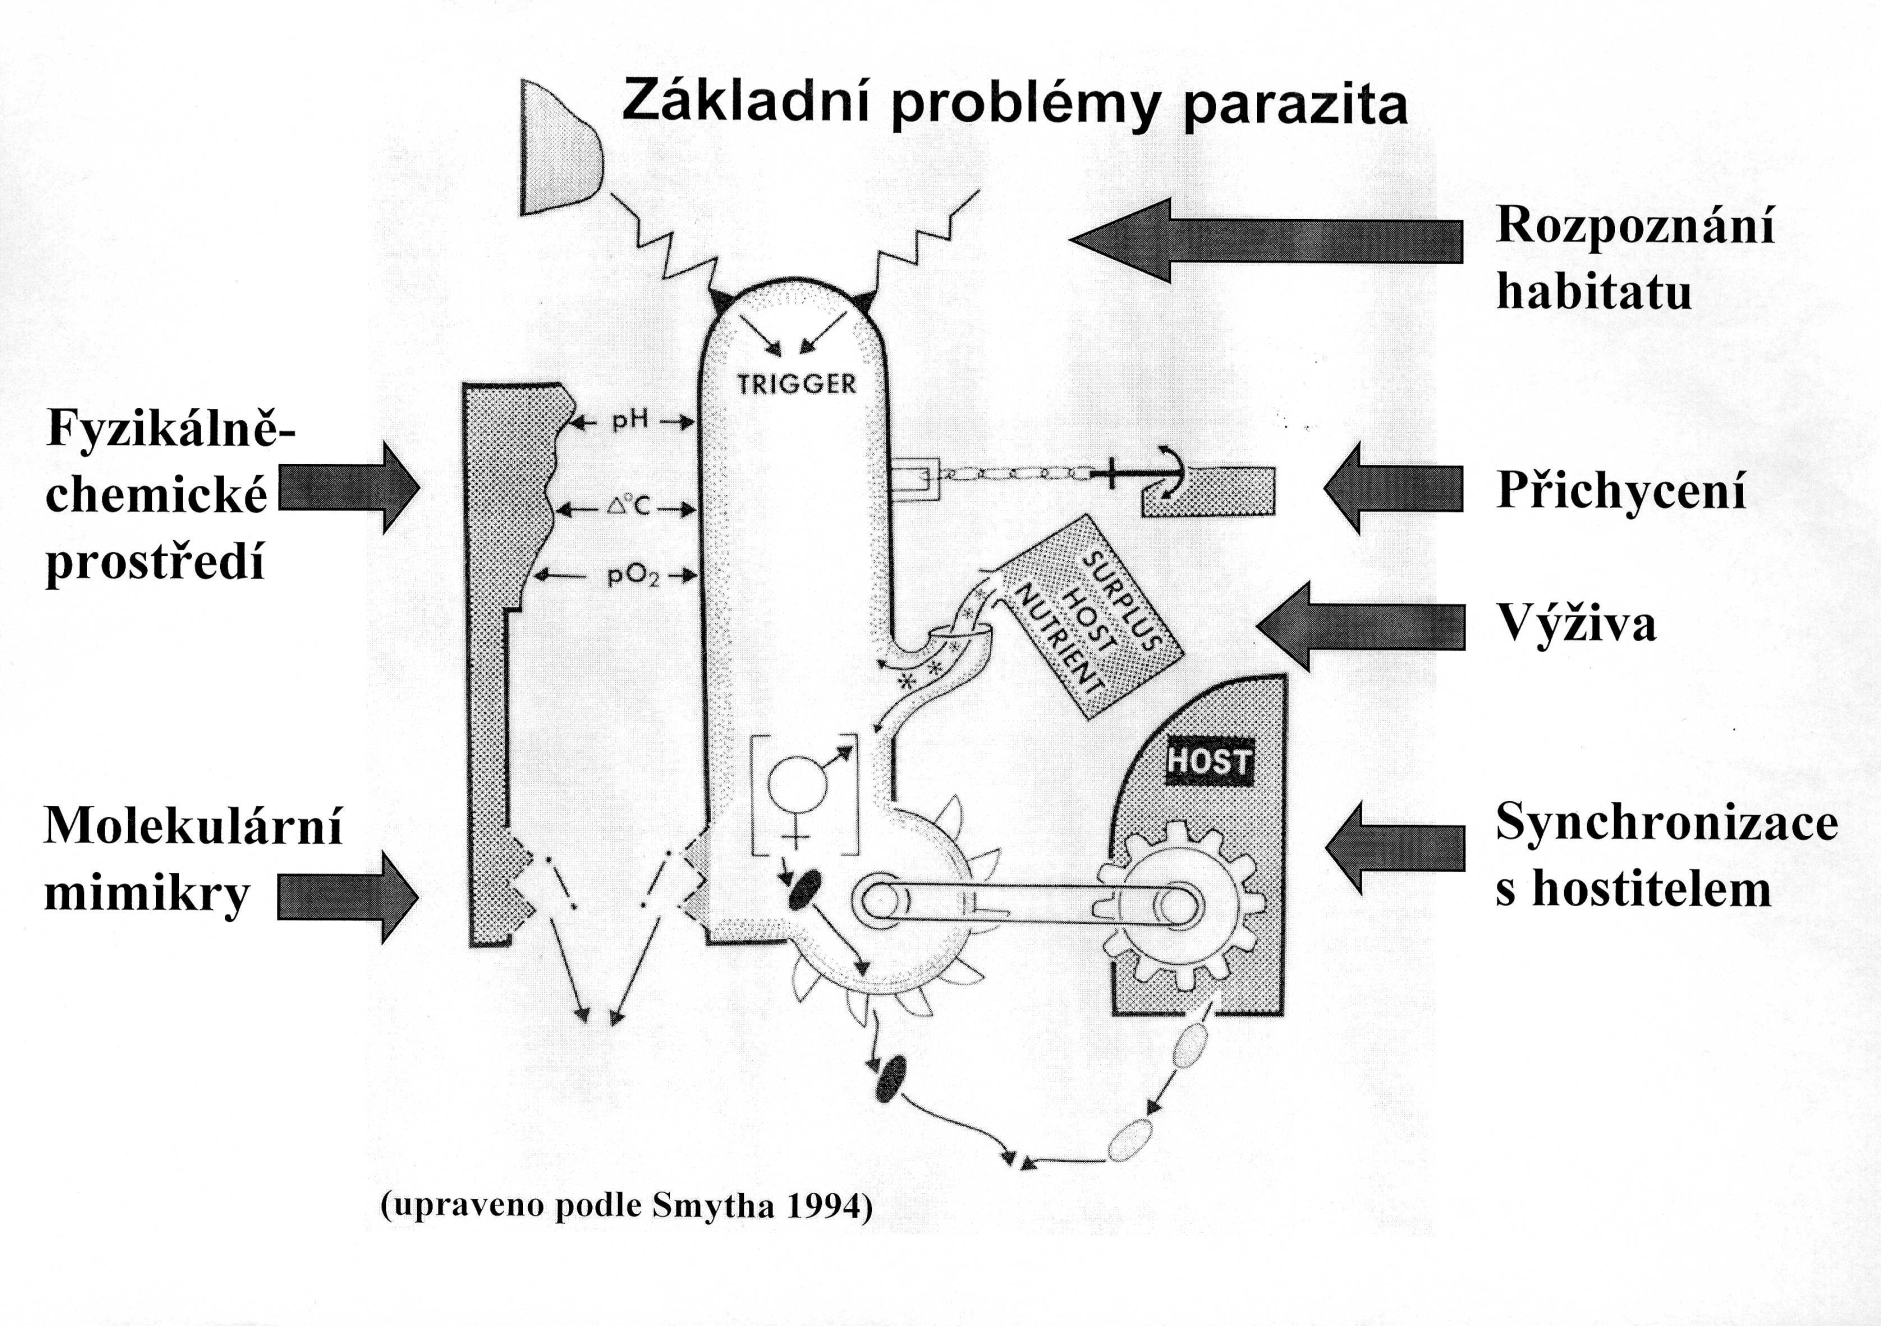 Základní problémy parazita
Rozpoznání
habitatu
TRIGGER
Fyzikálně-
chemické
prostředí
pH
Δ°C
pO₂
Přichycení
SURPLUS
HOST
NUTRIENT
Výživa
HOST
Molekulární
mimikry
Synchronizace
s hostitelem
(upraveno podle Smytha 1994)